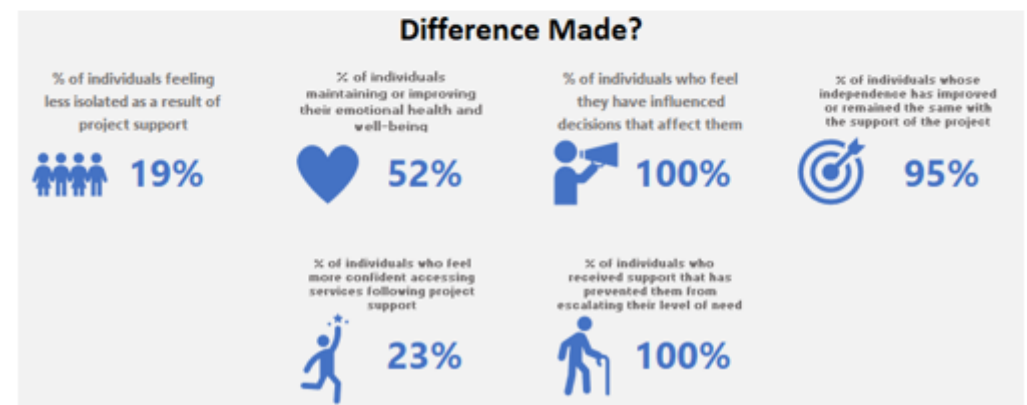 Difference Made?
% of individuals feeling
less isolated as a result of
project support
19%
% of individuals
maintaining or improving
their emotional health and
well-being
52%
% of individuals who feel
they have influenced
decisions that affect them
100%
% of individuals whose
independence has improved
or remained the same with
the support of the project
95%
% of individuals who feel
more confident accessing
services following project
support
23%
% of individuals who
received support that has
prevented them from
escalating their level of need
100%